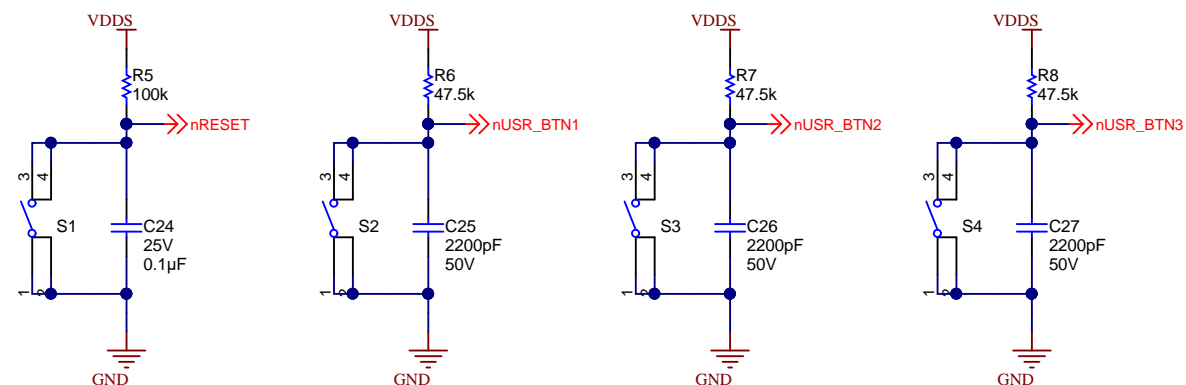 VDDS
R5
100k
nRESET
3
4
S1
C24
25V
0.1µF
1
2
GND
VDDS
R6
47.5k
nUSR_BTN1
3
4
S2
C25
2200pF
50V
1
2
GND
VDDS
R7
47.5k
nUSR_BTN2
3
4
S3
C26
2200pF
50V
1
2
GND
VDDS
R8
47.5k
nUSR_BTN3
3
4
S4
C27
2200pF
50V
1
2
GND